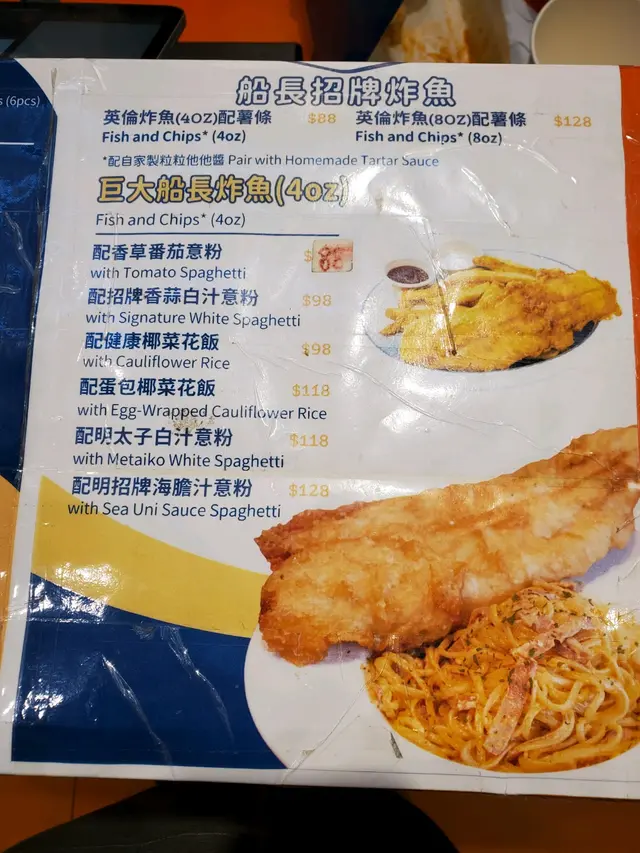 s (6pcs)
船長招牌炸魚
英倫炸魚(4OZ)配薯條 $88
Fish and Chips* (4oz)
英倫炸魚(8OZ)配薯條 $128
Fish and Chips* (8oz)
*配自家製粒粒他他醬 Pair with Homemade Tartar Sauce
巨大船長炸魚(4oz)
Fish and Chips* (4oz)
配香草番茄意粉 $
with Tomato Spaghetti
配招牌香蒜白汁意粉 $98
with Signature White Spaghetti
配健康椰菜花飯 $98
with Cauliflower Rice
配蛋包椰菜花飯 $118
with Egg-Wrapped Cauliflower Rice
配明太子白汁意粉 $118
with Metaiko White Spaghetti
配明招牌海膽汁意粉 $128
with Sea Uni Sauce Spaghetti